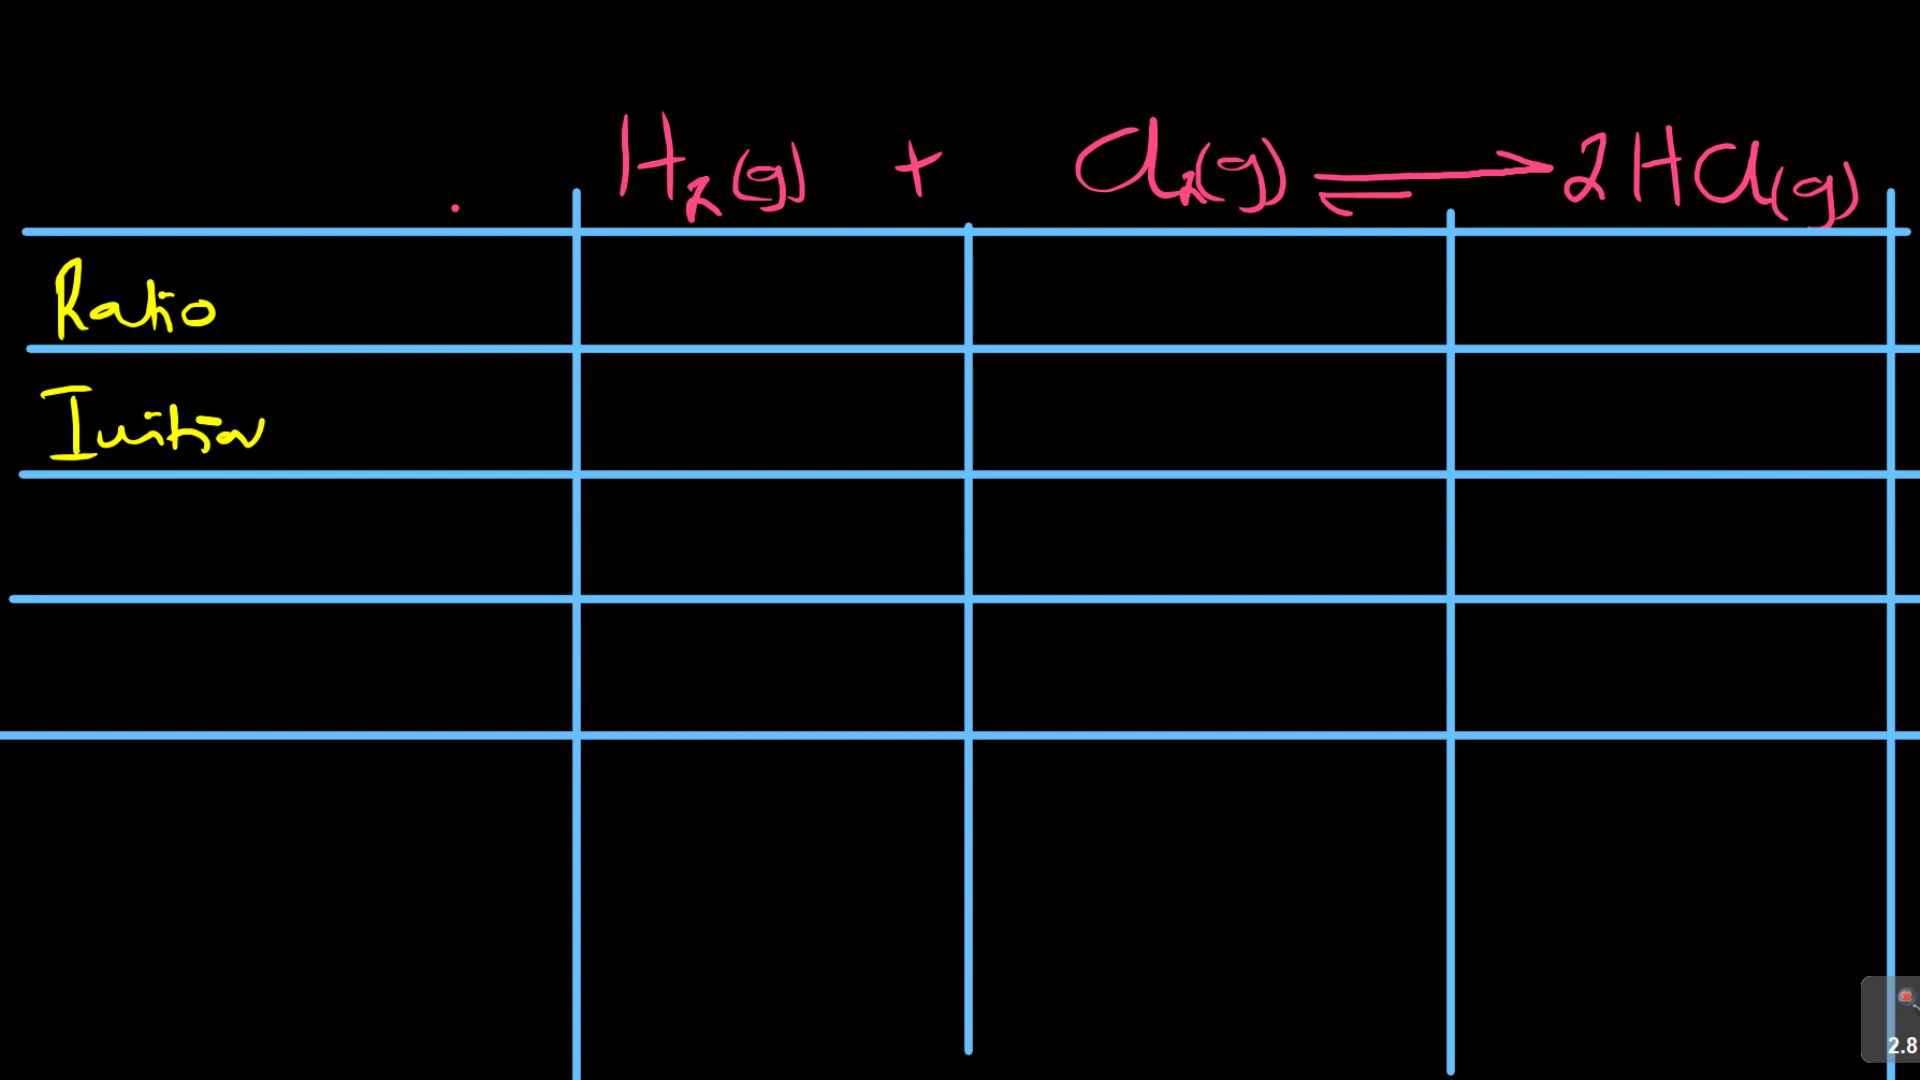 H₂(g) + Cl₂(g) ⇌ 2HCl(g)
Ratio
Initial
2.8